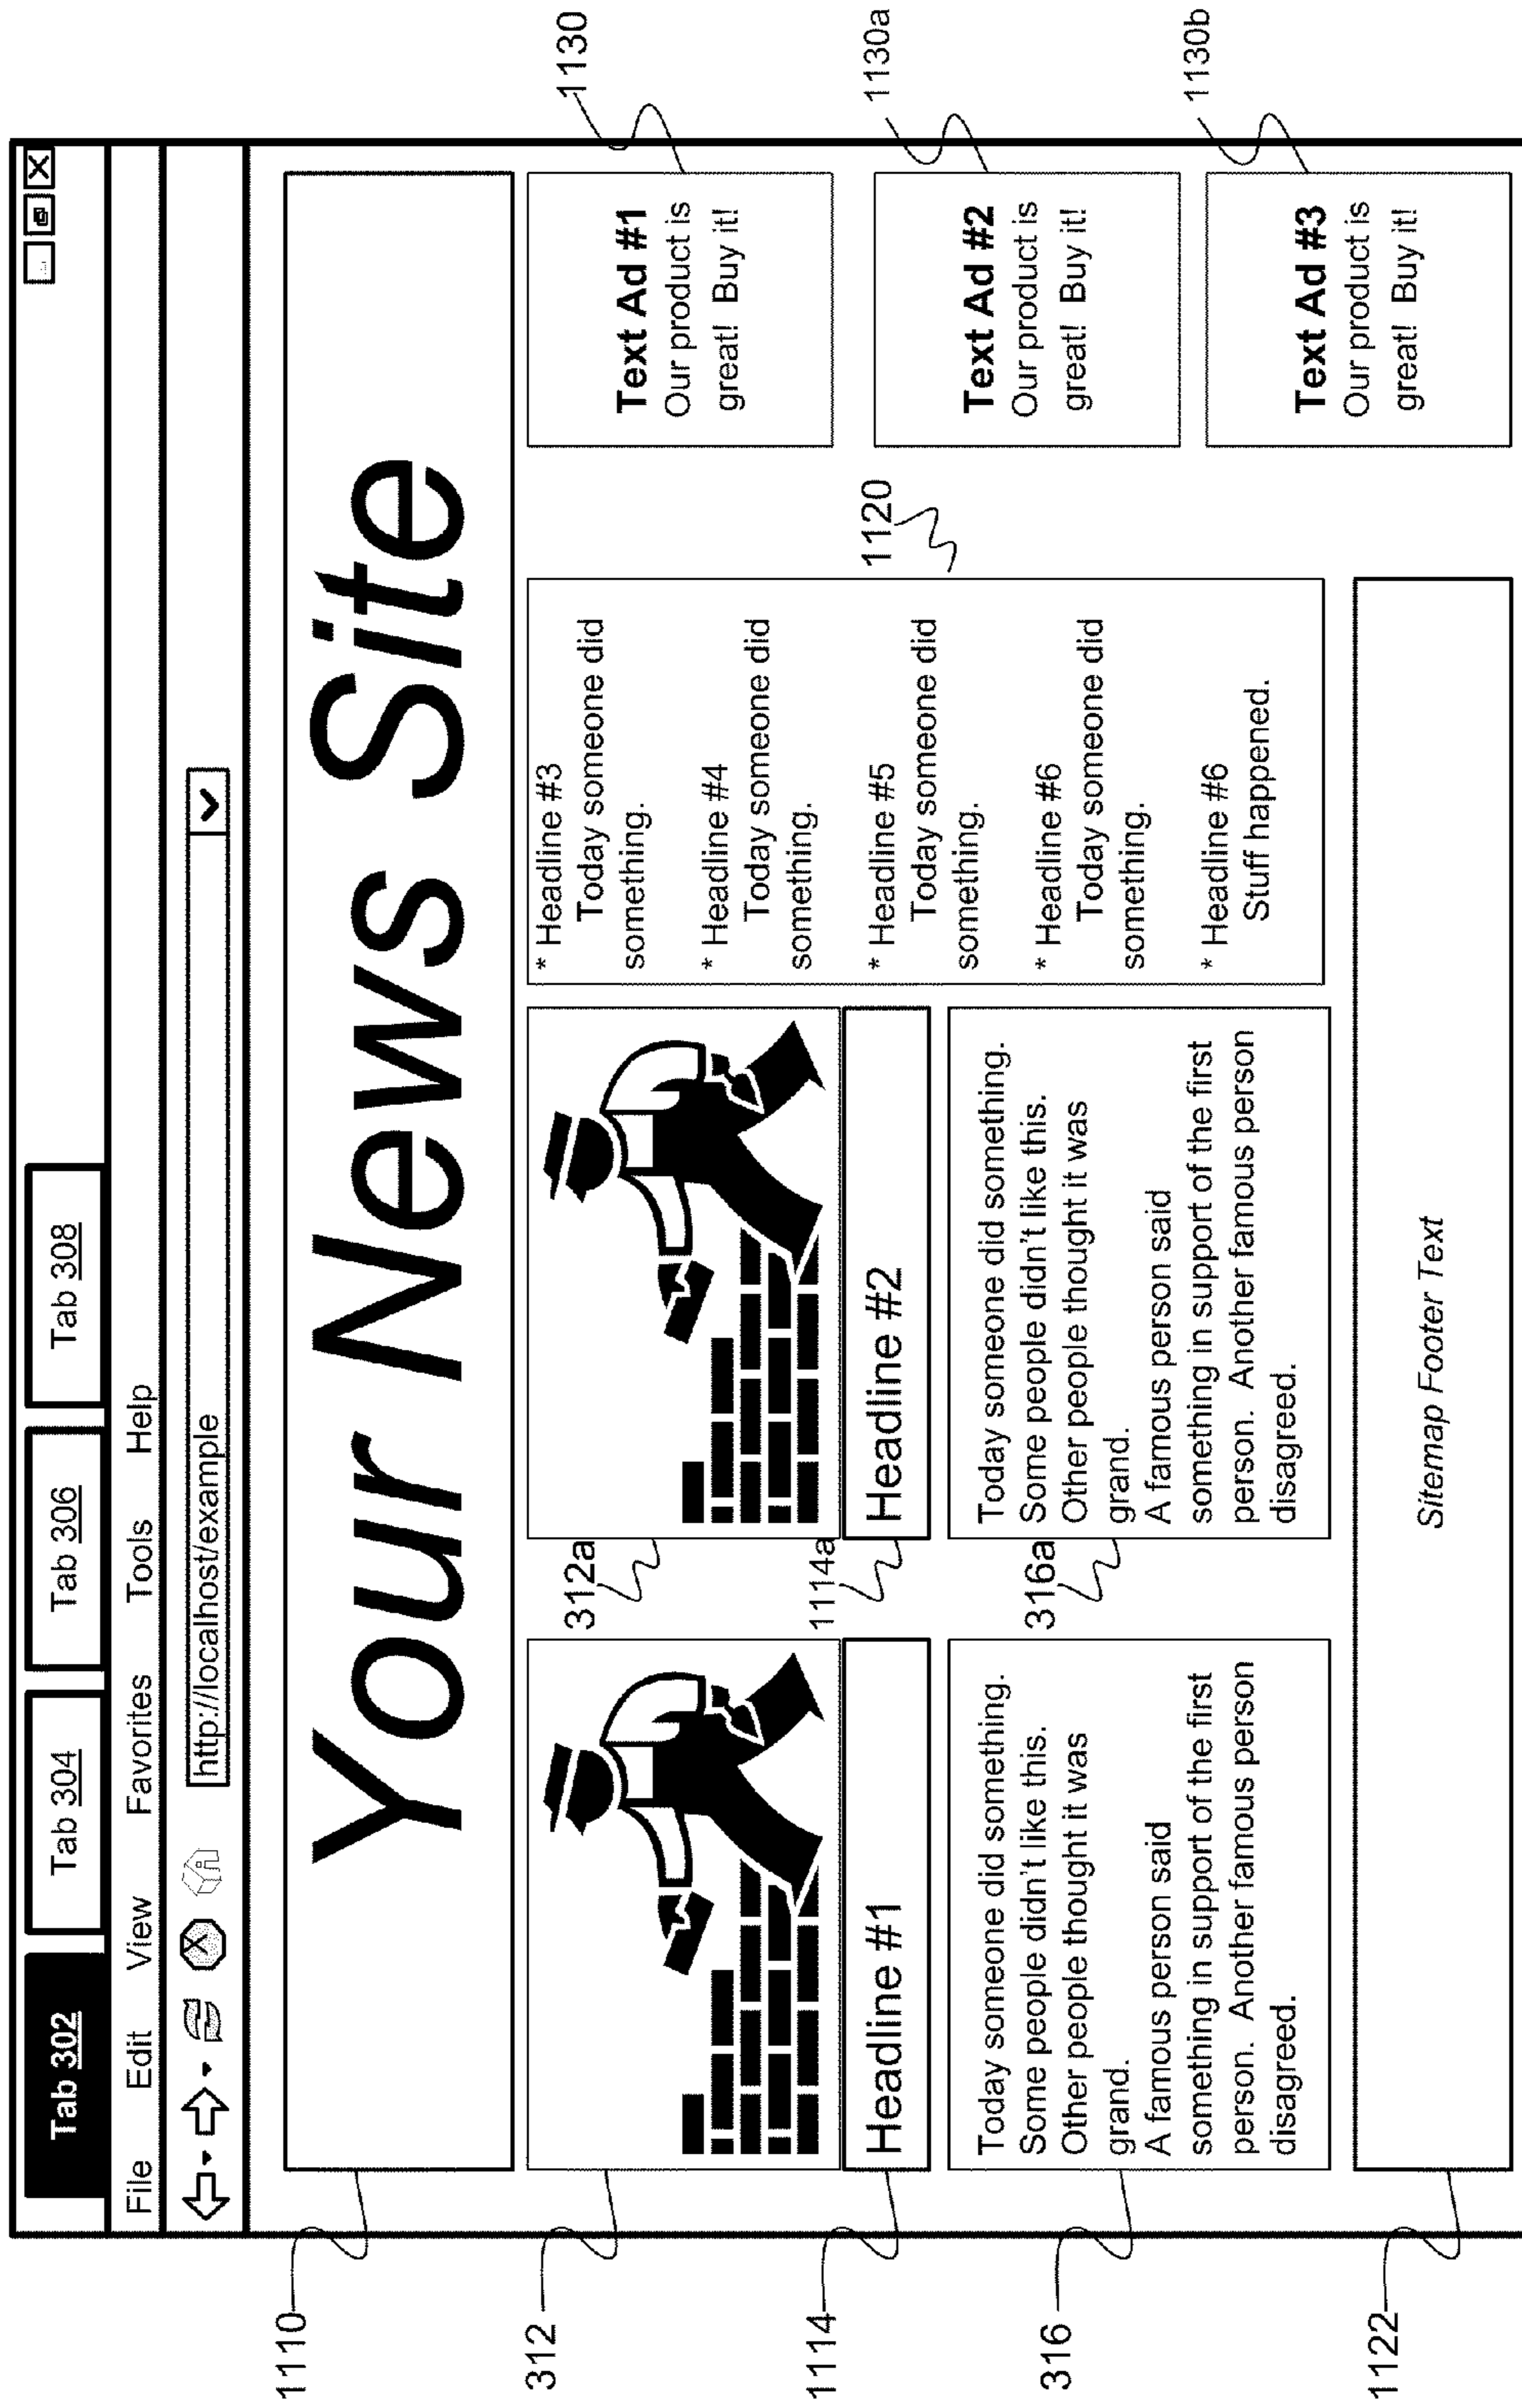 Tab 302
Tab 304
Tab 306
Tab 308
X
File Edit View Favorites Tools Help
X
http://localhost/example
1110
Your News Site
312
312a
1114
Headline #1
1114a
Headline #2
316
Today someone did something.
Some people didn't like this.
Other people thought it was
grand.
A famous person said
something in support of the first
person. Another famous person
disagreed.
316a
Today someone did something.
Some people didn't like this.
Other people thought it was
grand.
A famous person said
something in support of the first
person. Another famous person
disagreed.
1120
* Headline #3
Today someone did
something.
* Headline #4
Today someone did
something.
* Headline #5
Today someone did
something.
* Headline #6
Today someone did
something.
* Headline #6
Stuff happened.
1130
Text Ad #1
Our product is
great! Buy it!
1130a
Text Ad #2
Our product is
great! Buy it!
1130b
Text Ad #3
Our product is
great! Buy it!
1122
Sitemap Footer Text